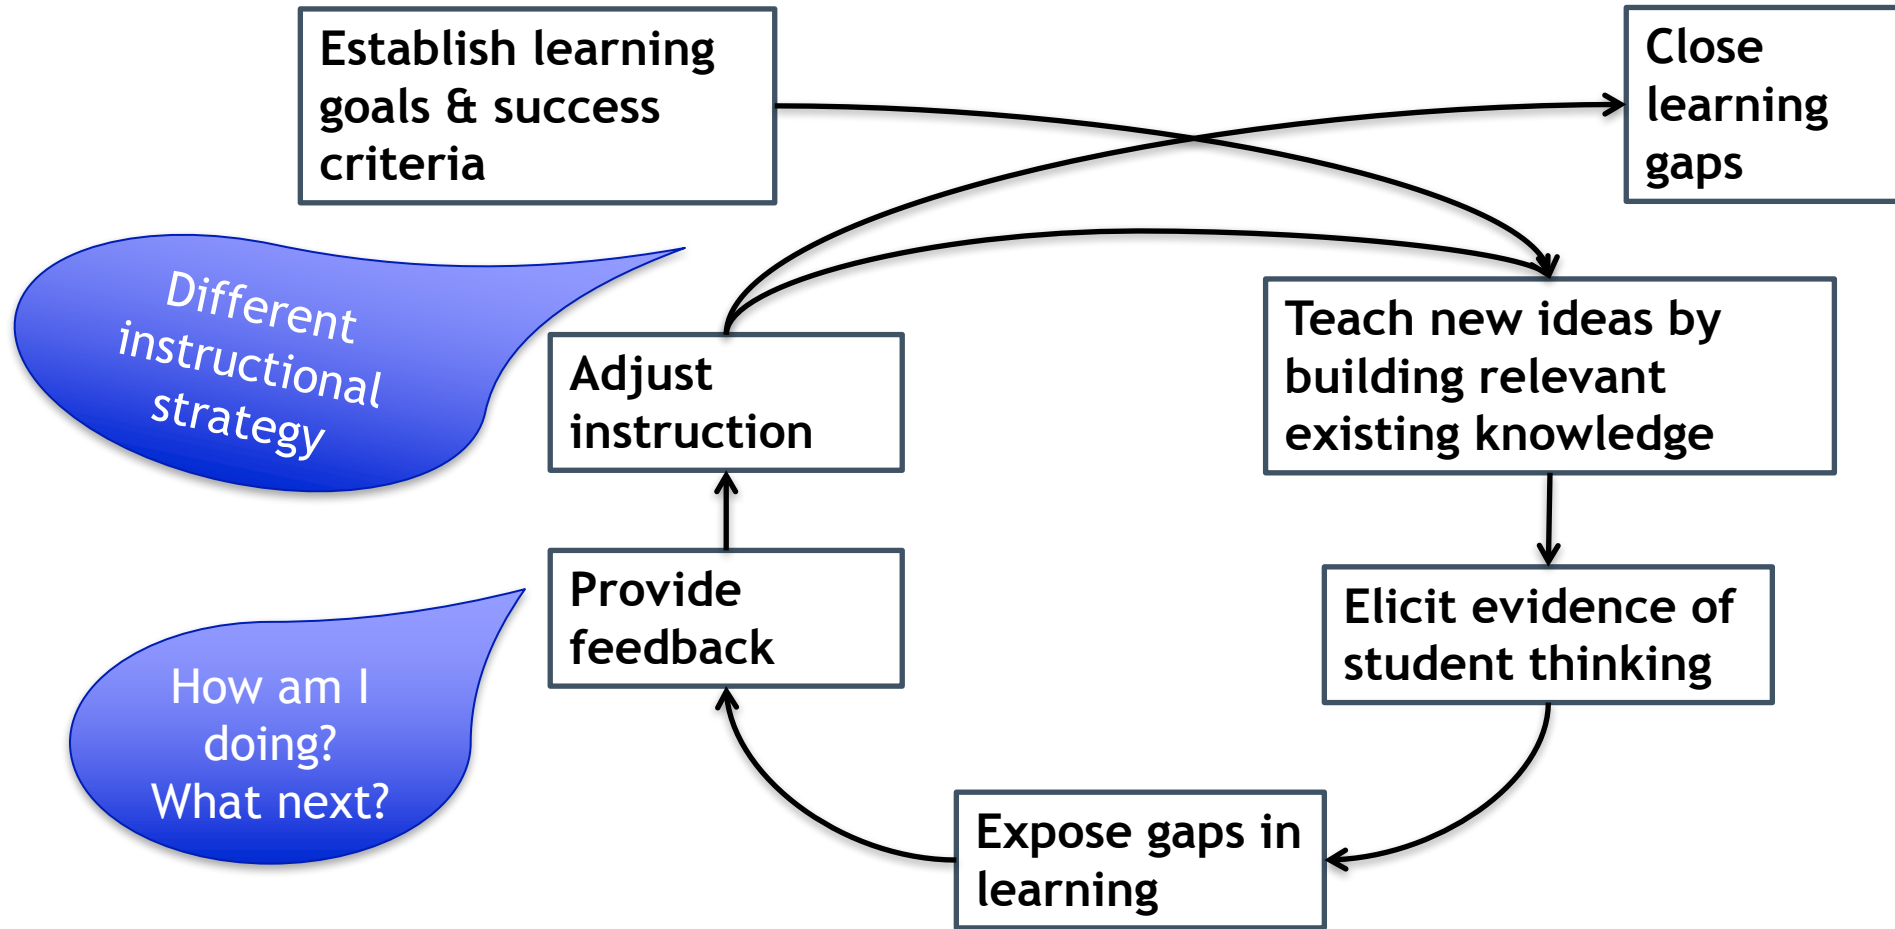 Establish learning
goals & success
criteria
Close
learning
gaps
Different
instructional
strategy
Adjust
instruction
Teach new ideas by
building relevant
existing knowledge
Provide
feedback
Elicit evidence of
student thinking
How am I
doing?
What next?
Expose gaps in
learning